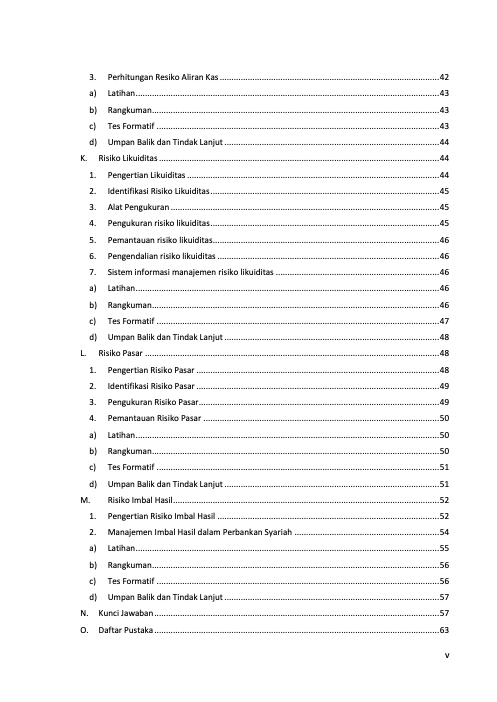 3. Perhitungan Resiko Aliran Kas ........ 42
a) Latihan ........ 43
b) Rangkuman ........ 43
c) Tes Formatif ........ 43
d) Umpan Balik dan Tindak Lanjut ........ 44
K. Risiko Likuiditas ........ 44
1. Pengertian Likuiditas ........ 44
2. Identifikasi Risiko Likuiditas ........ 45
3. Alat Pengukuran ........ 45
4. Pengukuran risiko likuiditas ........ 45
5. Pemantauan risiko likuiditas ........ 46
6. Pengendalian risiko likuiditas ........ 46
7. Sistem informasi manajemen risiko likuiditas ........ 46
a) Latihan ........ 46
b) Rangkuman ........ 46
c) Tes Formatif ........ 47
d) Umpan Balik dan Tindak Lanjut ........ 48
L. Risiko Pasar ........ 48
1. Pengertian Risiko Pasar ........ 48
2. Identifikasi Risiko Pasar ........ 49
3. Pengukuran Risiko Pasar ........ 49
4. Pemantauan Risiko Pasar ........ 50
a) Latihan ........ 50
b) Rangkuman ........ 50
c) Tes Formatif ........ 51
d) Umpan Balik dan Tindak Lanjut ........ 51
M. Risiko Imbal Hasil ........ 52
1. Pengertian Risiko Imbal Hasil ........ 52
2. Manajemen Imbal Hasil dalam Perbankan Syariah ........ 54
a) Latihan ........ 55
b) Rangkuman ........ 56
c) Tes Formatif ........ 56
d) Umpan Balik dan Tindak Lanjut ........ 57
N. Kunci Jawaban ........ 57
O. Daftar Pustaka ........ 63
v